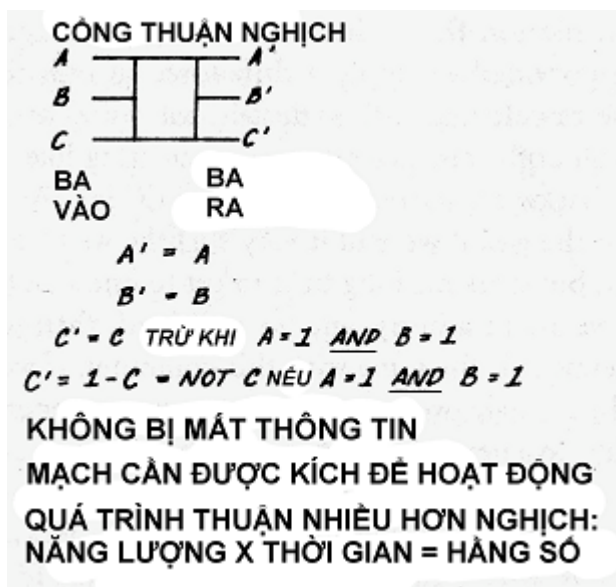 CỔNG THUẬN NGHỊCH
A A'
B B'
C C'
BA BA
VÀO RA
A' = A
B' = B
C' = C TRỪ KHI A = 1 AND B = 1
C' = 1 - C = NOT C NẾU A = 1 AND B = 1
KHÔNG BỊ MẤT THÔNG TIN
MẠCH CẦN ĐƯỢC KÍCH ĐỂ HOẠT ĐỘNG
QUÁ TRÌNH THUẬN NHIỀU HƠN NGHỊCH:
NĂNG LƯỢNG X THỜI GIAN = HẰNG SỐ